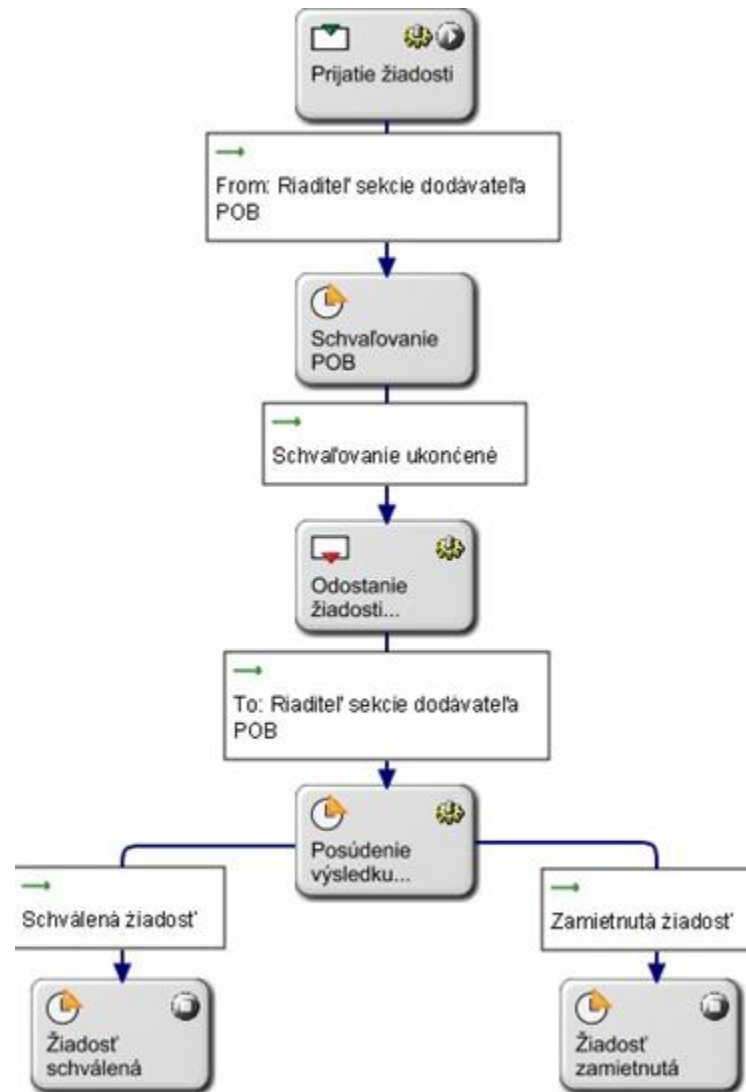 Prijatie žiadosti
From: Riaditeľ sekcie dodávateľa
POB
Schvaľovanie
POB
Schvaľovanie ukončené
Odostanie
žiadosti...
To: Riaditeľ sekcie dodávateľa
POB
Posúdenie
výsledku...
Schválená žiadosť
Zamietnutá žiadosť
Žiadosť
schválená
Žiadosť
zamietnutá